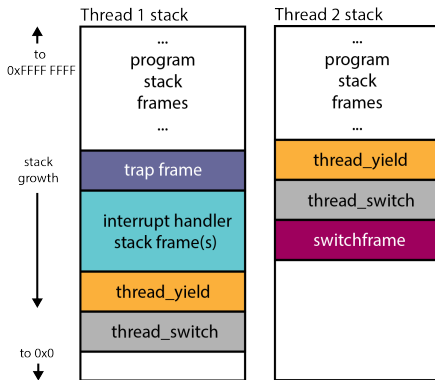 Thread 1 stack
Thread 2 stack
to
0xFFFF FFFF
...
program
stack
frames
...
...
program
stack
frames
...
stack
growth
trap frame
interrupt handler
stack frame(s)
thread_yield
thread_switch
thread_yield
thread_switch
switchframe
to 0x0